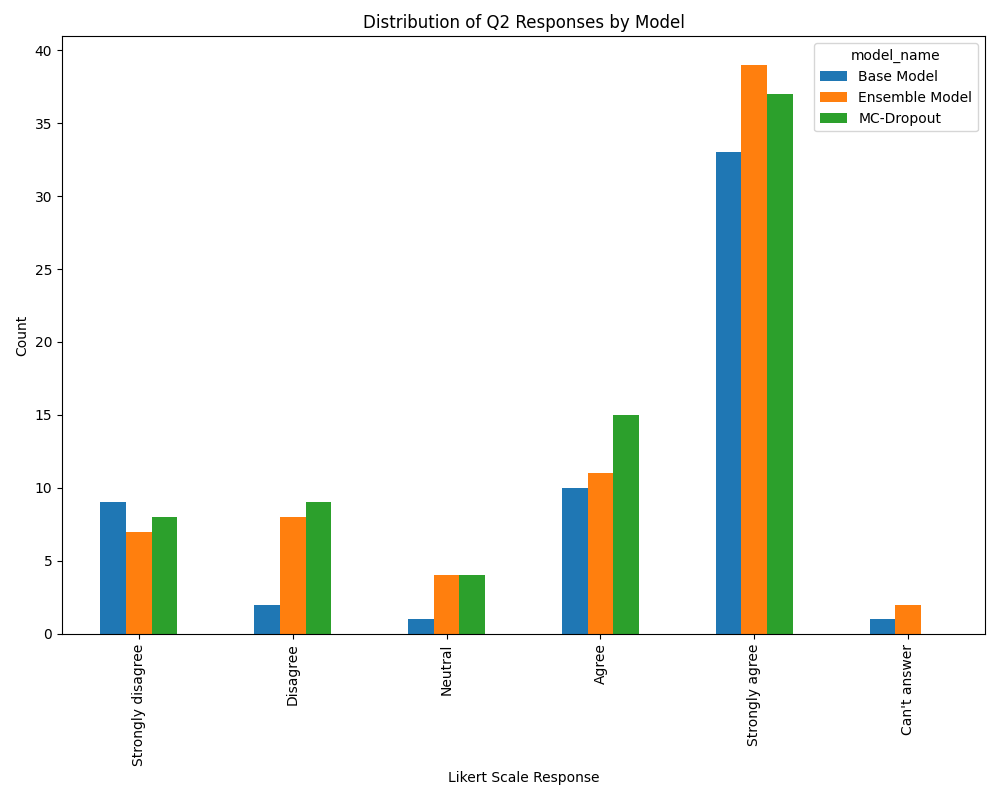 Distribution of Q2 Responses by Model
model_name
Base Model
Ensemble Model
MC-Dropout
Count
40
35
30
25
20
15
10
5
0
Strongly disagree
Disagree
Neutral
Agree
Strongly agree
Can't answer
Likert Scale Response